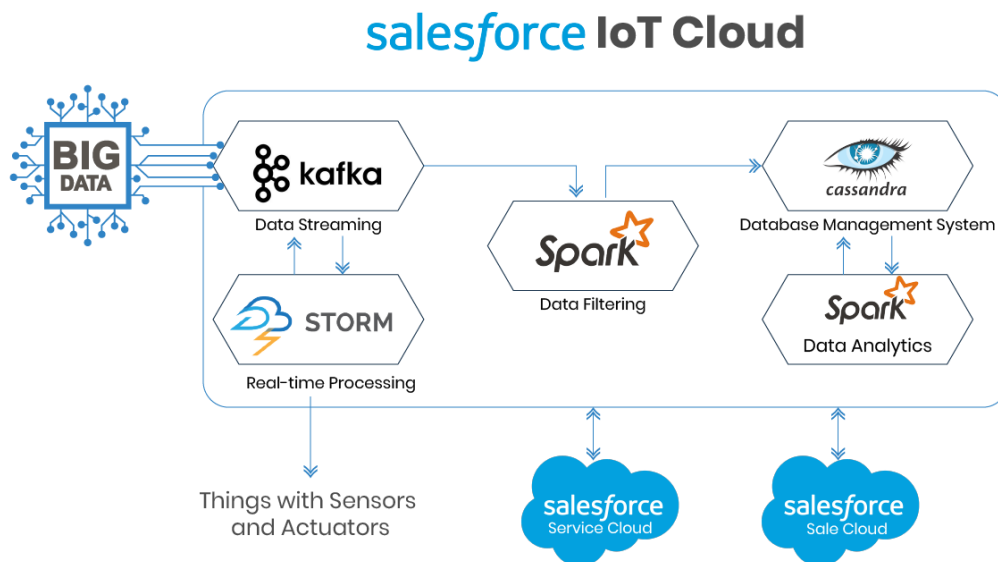 salesforce IoT Cloud
BIG
DATA
kafka
Data Streaming
STORM
Real-time Processing
Spark
Data Filtering
cassandra
Database Management System
Spark
Data Analytics
Things with Sensors
and Actuators
salesforce
Service Cloud
salesforce
Sale Cloud